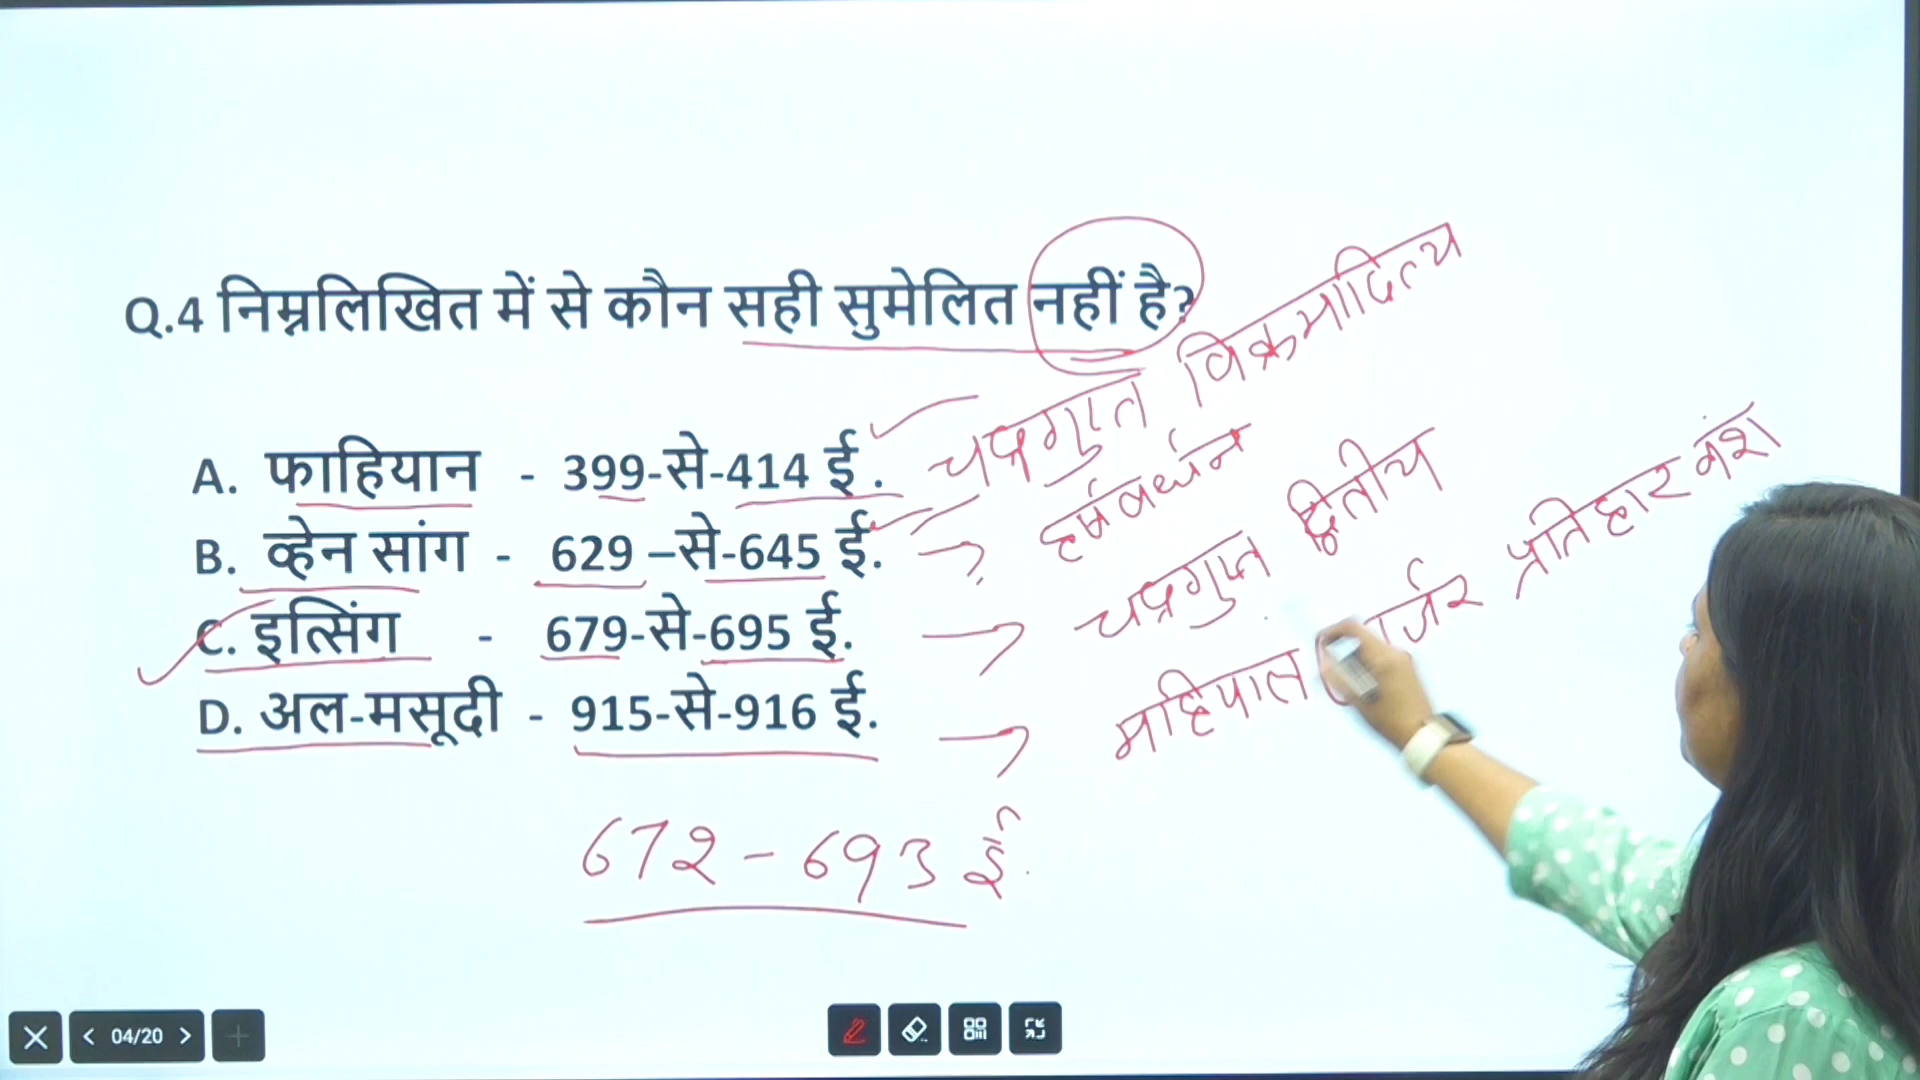 Q.4 निम्नलिखित में से कौन सही सुमेलित नहीं है?
A. फाहियान - 399-से-414 ई. चन्द्रगुप्त विक्रमादित्य
B. व्हेन सांग - 629 –से-645 ई. हर्षवर्धन
C. इत्सिंग - 679-से-695 ई. चन्द्रगुप्त द्वितीय
D. अल-मसूदी - 915-से-916 ई. महिपाल प्रतिहार वंश
672 - 693 ई.
04/20